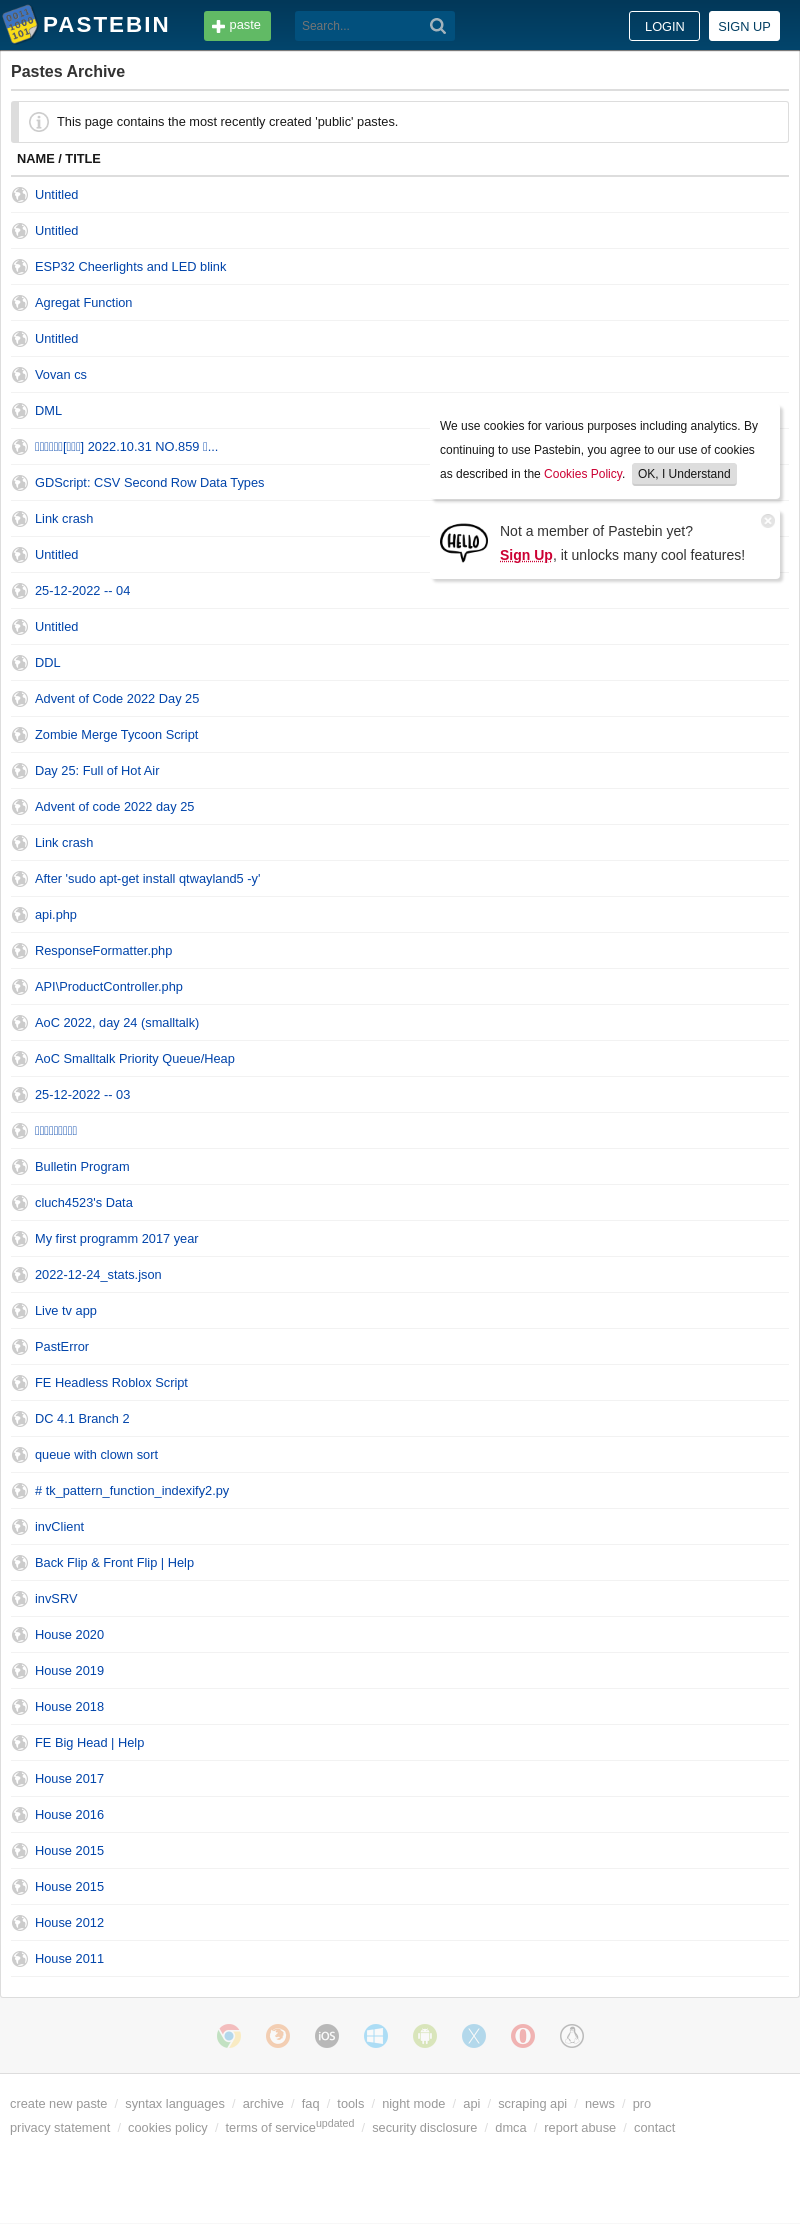 PASTEBIN
paste
Search...
LOGIN
SIGN UP
Pastes Archive
This page contains the most recently created 'public' pastes.
NAME / TITLE
Untitled
Untitled
ESP32 Cheerlights and LED blink
Agregat Function
Untitled
Vovan cs
DML
2022.10.31 NO.859
GDScript: CSV Second Row Data Types
Link crash
Untitled
We use cookies for various purposes including analytics. By
continuing to use Pastebin, you agree to our use of cookies
as described in the Cookies Policy. OK, I Understand
HELLO
Not a member of Pastebin yet?
Sign Up, it unlocks many cool features!
25-12-2022 -- 04
Untitled
DDL
Advent of Code 2022 Day 25
Zombie Merge Tycoon Script
Day 25: Full of Hot Air
Advent of code 2022 day 25
Link crash
After 'sudo apt-get install qtwayland5 -y'
api.php
ResponseFormatter.php
API\ProductController.php
AoC 2022, day 24 (smalltalk)
AoC Smalltalk Priority Queue/Heap
25-12-2022 -- 03
Bulletin Program
cluch4523's Data
My first programm 2017 year
2022-12-24_stats.json
Live tv app
PastError
FE Headless Roblox Script
DC 4.1 Branch 2
queue with clown sort
# tk_pattern_function_indexify2.py
invClient
Back Flip & Front Flip | Help
invSRV
House 2020
House 2019
House 2018
FE Big Head | Help
House 2017
House 2016
House 2015
House 2015
House 2012
House 2011
iOS
create new paste / syntax languages / archive / faq / tools / night mode / api / scraping api / news / pro
privacy statement / cookies policy / terms of service updated / security disclosure / dmca / report abuse / contact